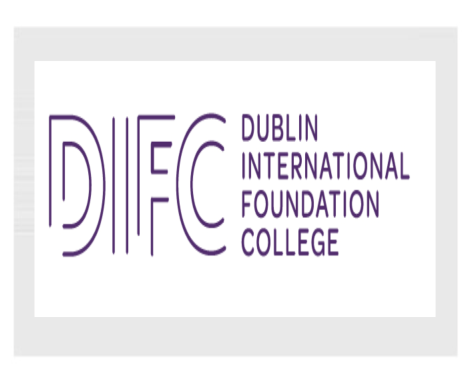 DIFC
DUBLIN
INTERNATIONAL
FOUNDATION
COLLEGE